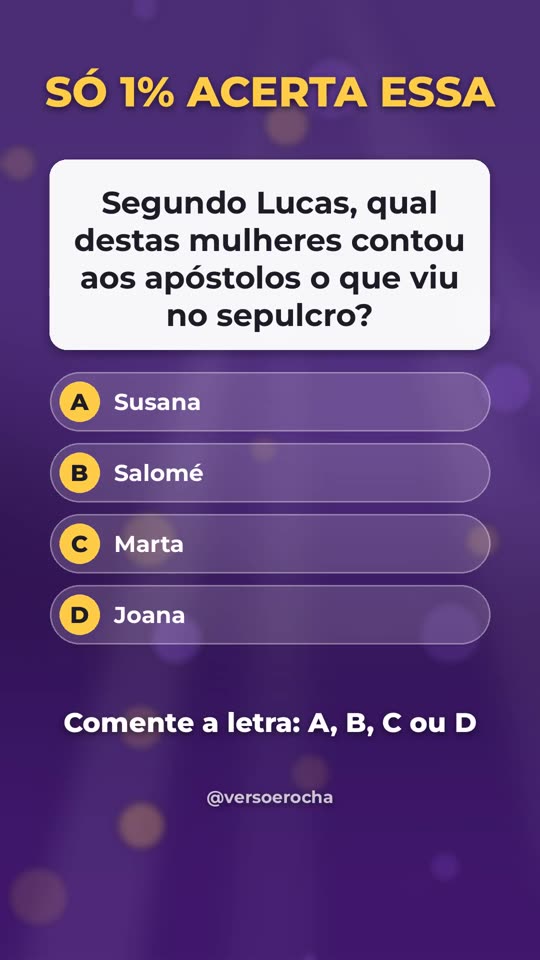 SÓ 1% ACERTA ESSA
Segundo Lucas, qual
destas mulheres contou
aos apóstolos o que viu
no sepulcro?
A Susana
B Salomé
C Marta
D Joana
Comente a letra: A, B, C ou D
@versoerocha